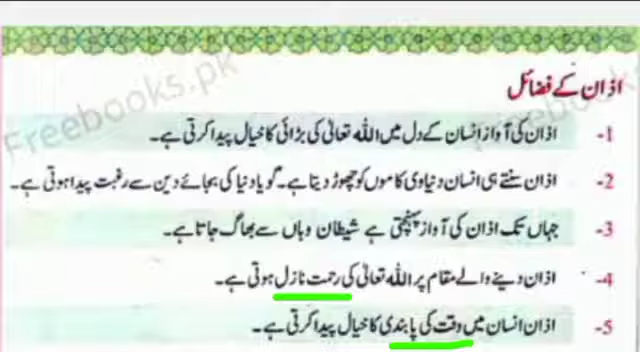 اذان کے فضائل
1- اذان کی آواز انسان کے دل میں اللہ تعالیٰ کی بڑائی کا خیال پیدا کرتی ہے۔
2- اذان سنتے ہی انسان دنیاوی کاموں کو چھوڑ دیتا ہے۔ گویا دنیا کی بجائے دین سے رغبت پیدا ہوتی ہے۔
3- جہاں تک اذان کی آواز پہنچتی ہے شیطان وہاں سے بھاگ جاتا ہے۔
4- اذان دینے والے مقام پر اللہ تعالیٰ کی رحمت نازل ہوتی ہے۔
5- اذان انسان میں وقت کی پابندی کا خیال پیدا کرتی ہے۔
Freebooks.pk
Freebooks.